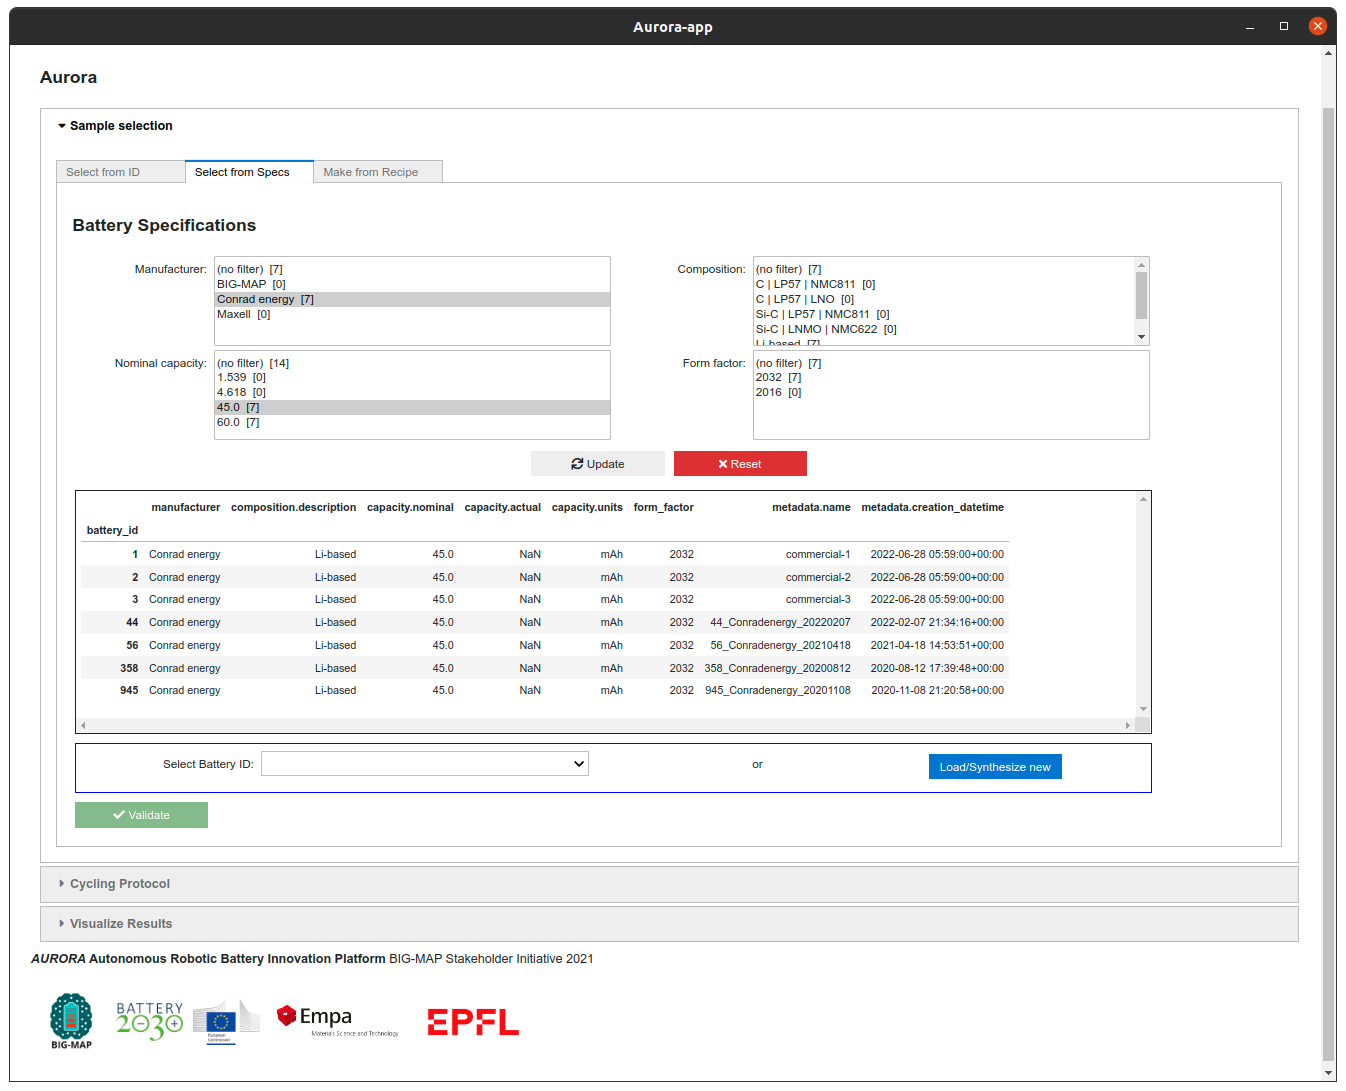 Aurora-app
Aurora
Sample selection
Select from ID
Select from Specs
Make from Recipe
Battery Specifications
Manufacturer:
(no filter) [7]
BIG-MAP [0]
Conrad energy [7]
Maxell [0]
Composition:
(no filter) [7]
C | LP57 | NMC811 [0]
C | LP57 | LNO [0]
Si-C | LP57 | NMC811 [0]
Si-C | LNMO | NMC622 [0]
Li-based [7]
Nominal capacity:
(no filter) [14]
1.539 [0]
4.618 [0]
45.0 [7]
60.0 [7]
Form factor:
(no filter) [7]
2032 [7]
2016 [0]
Update
Reset
manufacturer composition.description capacity.nominal capacity.actual capacity.units form_factor metadata.name metadata.creation_datetime
battery_id
1 Conrad energy Li-based 45.0 NaN mAh 2032 commercial-1 2022-06-28 05:59:00+00:00
2 Conrad energy Li-based 45.0 NaN mAh 2032 commercial-2 2022-06-28 05:59:00+00:00
3 Conrad energy Li-based 45.0 NaN mAh 2032 commercial-3 2022-06-28 05:59:00+00:00
44 Conrad energy Li-based 45.0 NaN mAh 2032 44_Conradenergy_20220207 2022-02-07 21:34:16+00:00
56 Conrad energy Li-based 45.0 NaN mAh 2032 56_Conradenergy_20210418 2021-04-18 14:53:51+00:00
358 Conrad energy Li-based 45.0 NaN mAh 2032 358_Conradenergy_20200812 2020-08-12 17:39:48+00:00
945 Conrad energy Li-based 45.0 NaN mAh 2032 945_Conradenergy_20201108 2020-11-08 21:20:58+00:00
Select Battery ID:
or
Load/Synthesize new
Validate
Cycling Protocol
Visualize Results
AURORA Autonomous Robotic Battery Innovation Platform BIG-MAP Stakeholder Initiative 2021
BIG-MAP
BATTERY
2030+
European
Commission
Empa
Materials Science and Technology
EPFL